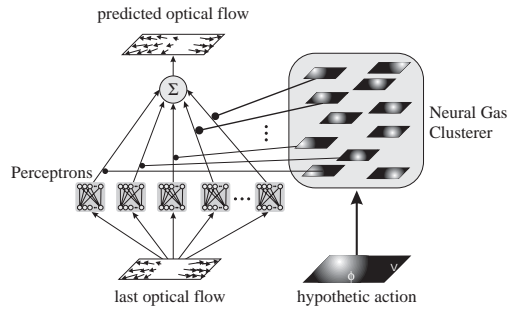 predicted optical flow
Σ
Neural Gas
Clusterer
Perceptrons
last optical flow
hypothetic action
ϕ
V